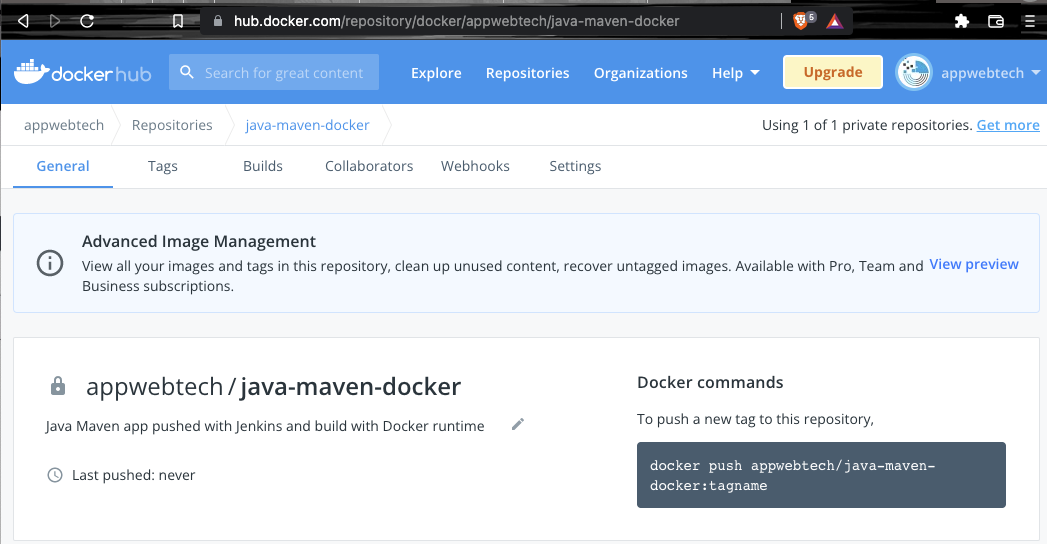 hub.docker.com/repository/docker/appwebtech/java-maven-docker
5
dockerhub
Search for great content
Explore
Repositories
Organizations
Help
Upgrade
appwebtech
appwebtech
Repositories
java-maven-docker
Using 1 of 1 private repositories. Get more
General
Tags
Builds
Collaborators
Webhooks
Settings
Advanced Image Management
View all your images and tags in this repository, clean up unused content, recover untagged images. Available with Pro, Team and
Business subscriptions.
View preview
appwebtech / java-maven-docker
Java Maven app pushed with Jenkins and build with Docker runtime
Last pushed: never
Docker commands
To push a new tag to this repository,
docker push appwebtech/java-maven-
docker:tagname